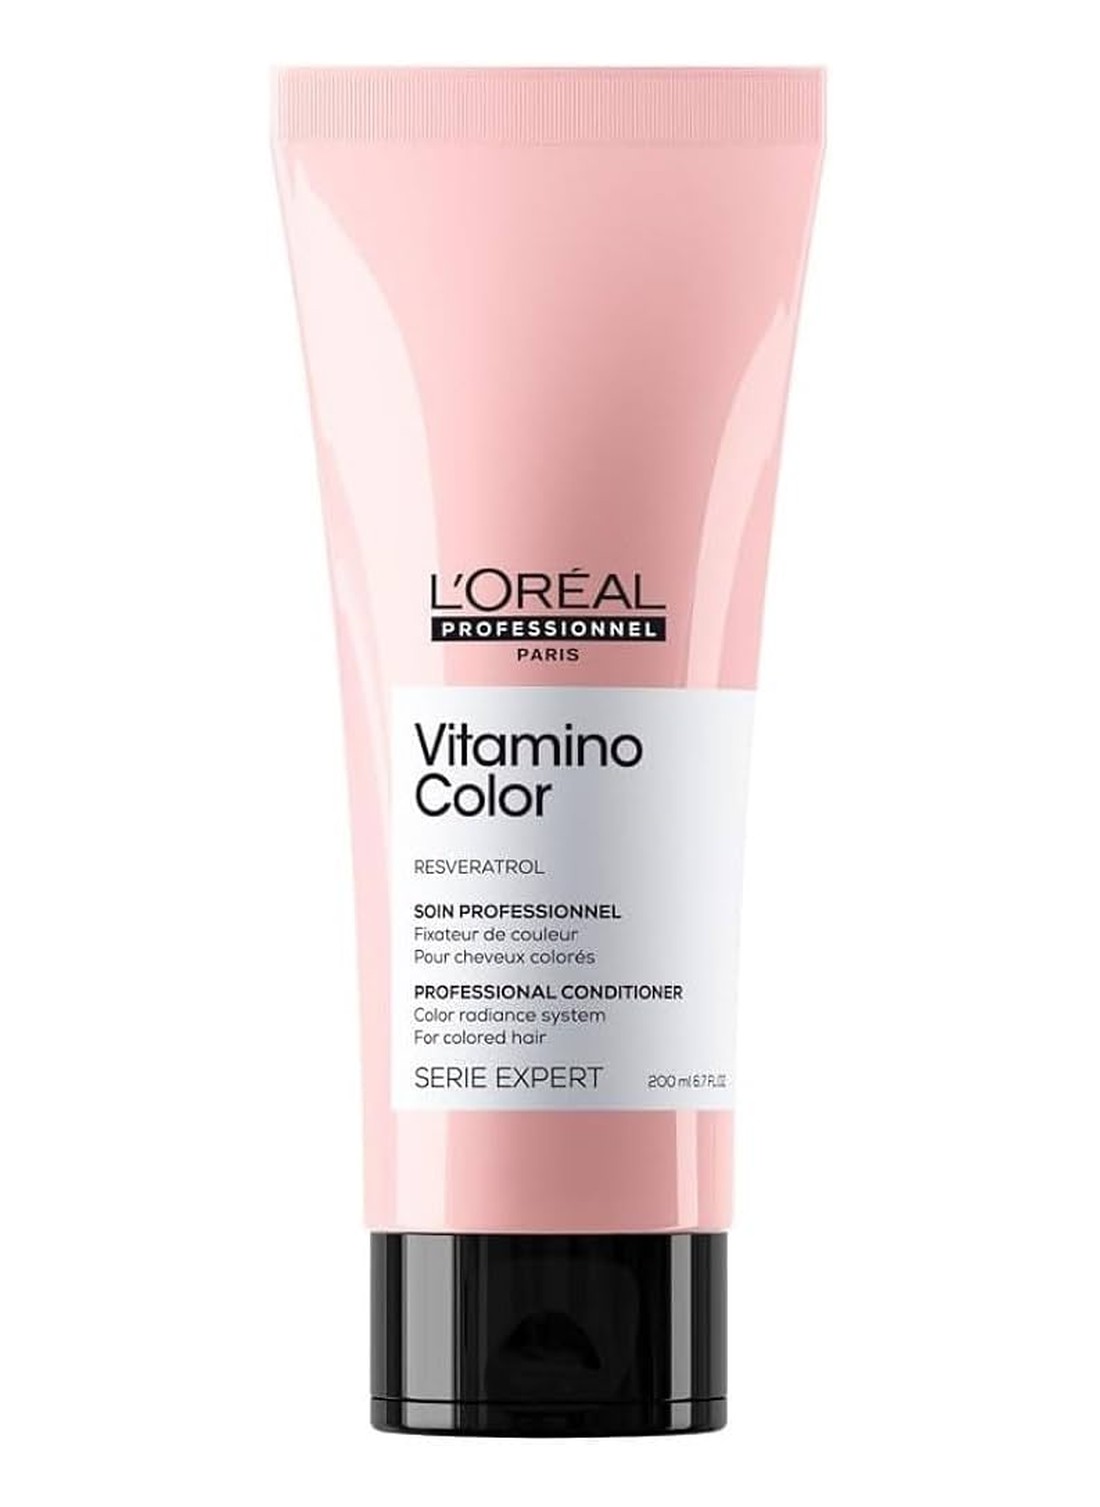 L'ORÉAL
PROFESSIONNEL
PARIS
Vitamino
Color
RESVERATROL
SOIN PROFESSIONNEL
Fixateur de couleur
Pour cheveux colorés
PROFESSIONAL CONDITIONER
Color radiance system
For colored hair
SERIE EXPERT 200 ml 6.7 FL.OZ